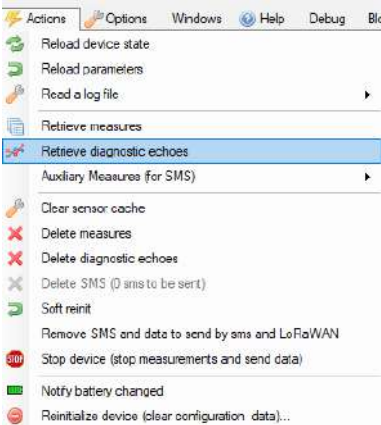 Actions Options Windows Help Debug
Reload device state
Reload parameters
Read a log file
Retrieve measures
Retrieve diagnostic echoes
Auxiliary Measures (for SMS)
Clear sensor cache
Delete measures
Delete diagnostic echoes
Delete SMS (0 sms to be sent)
Soft reinit
Remove SMS and data to send by sms and LoRaWAN
STOP Stop device (stop measurements and send data)
Notify battery changed
Reinitialize device (clear configuration data)...